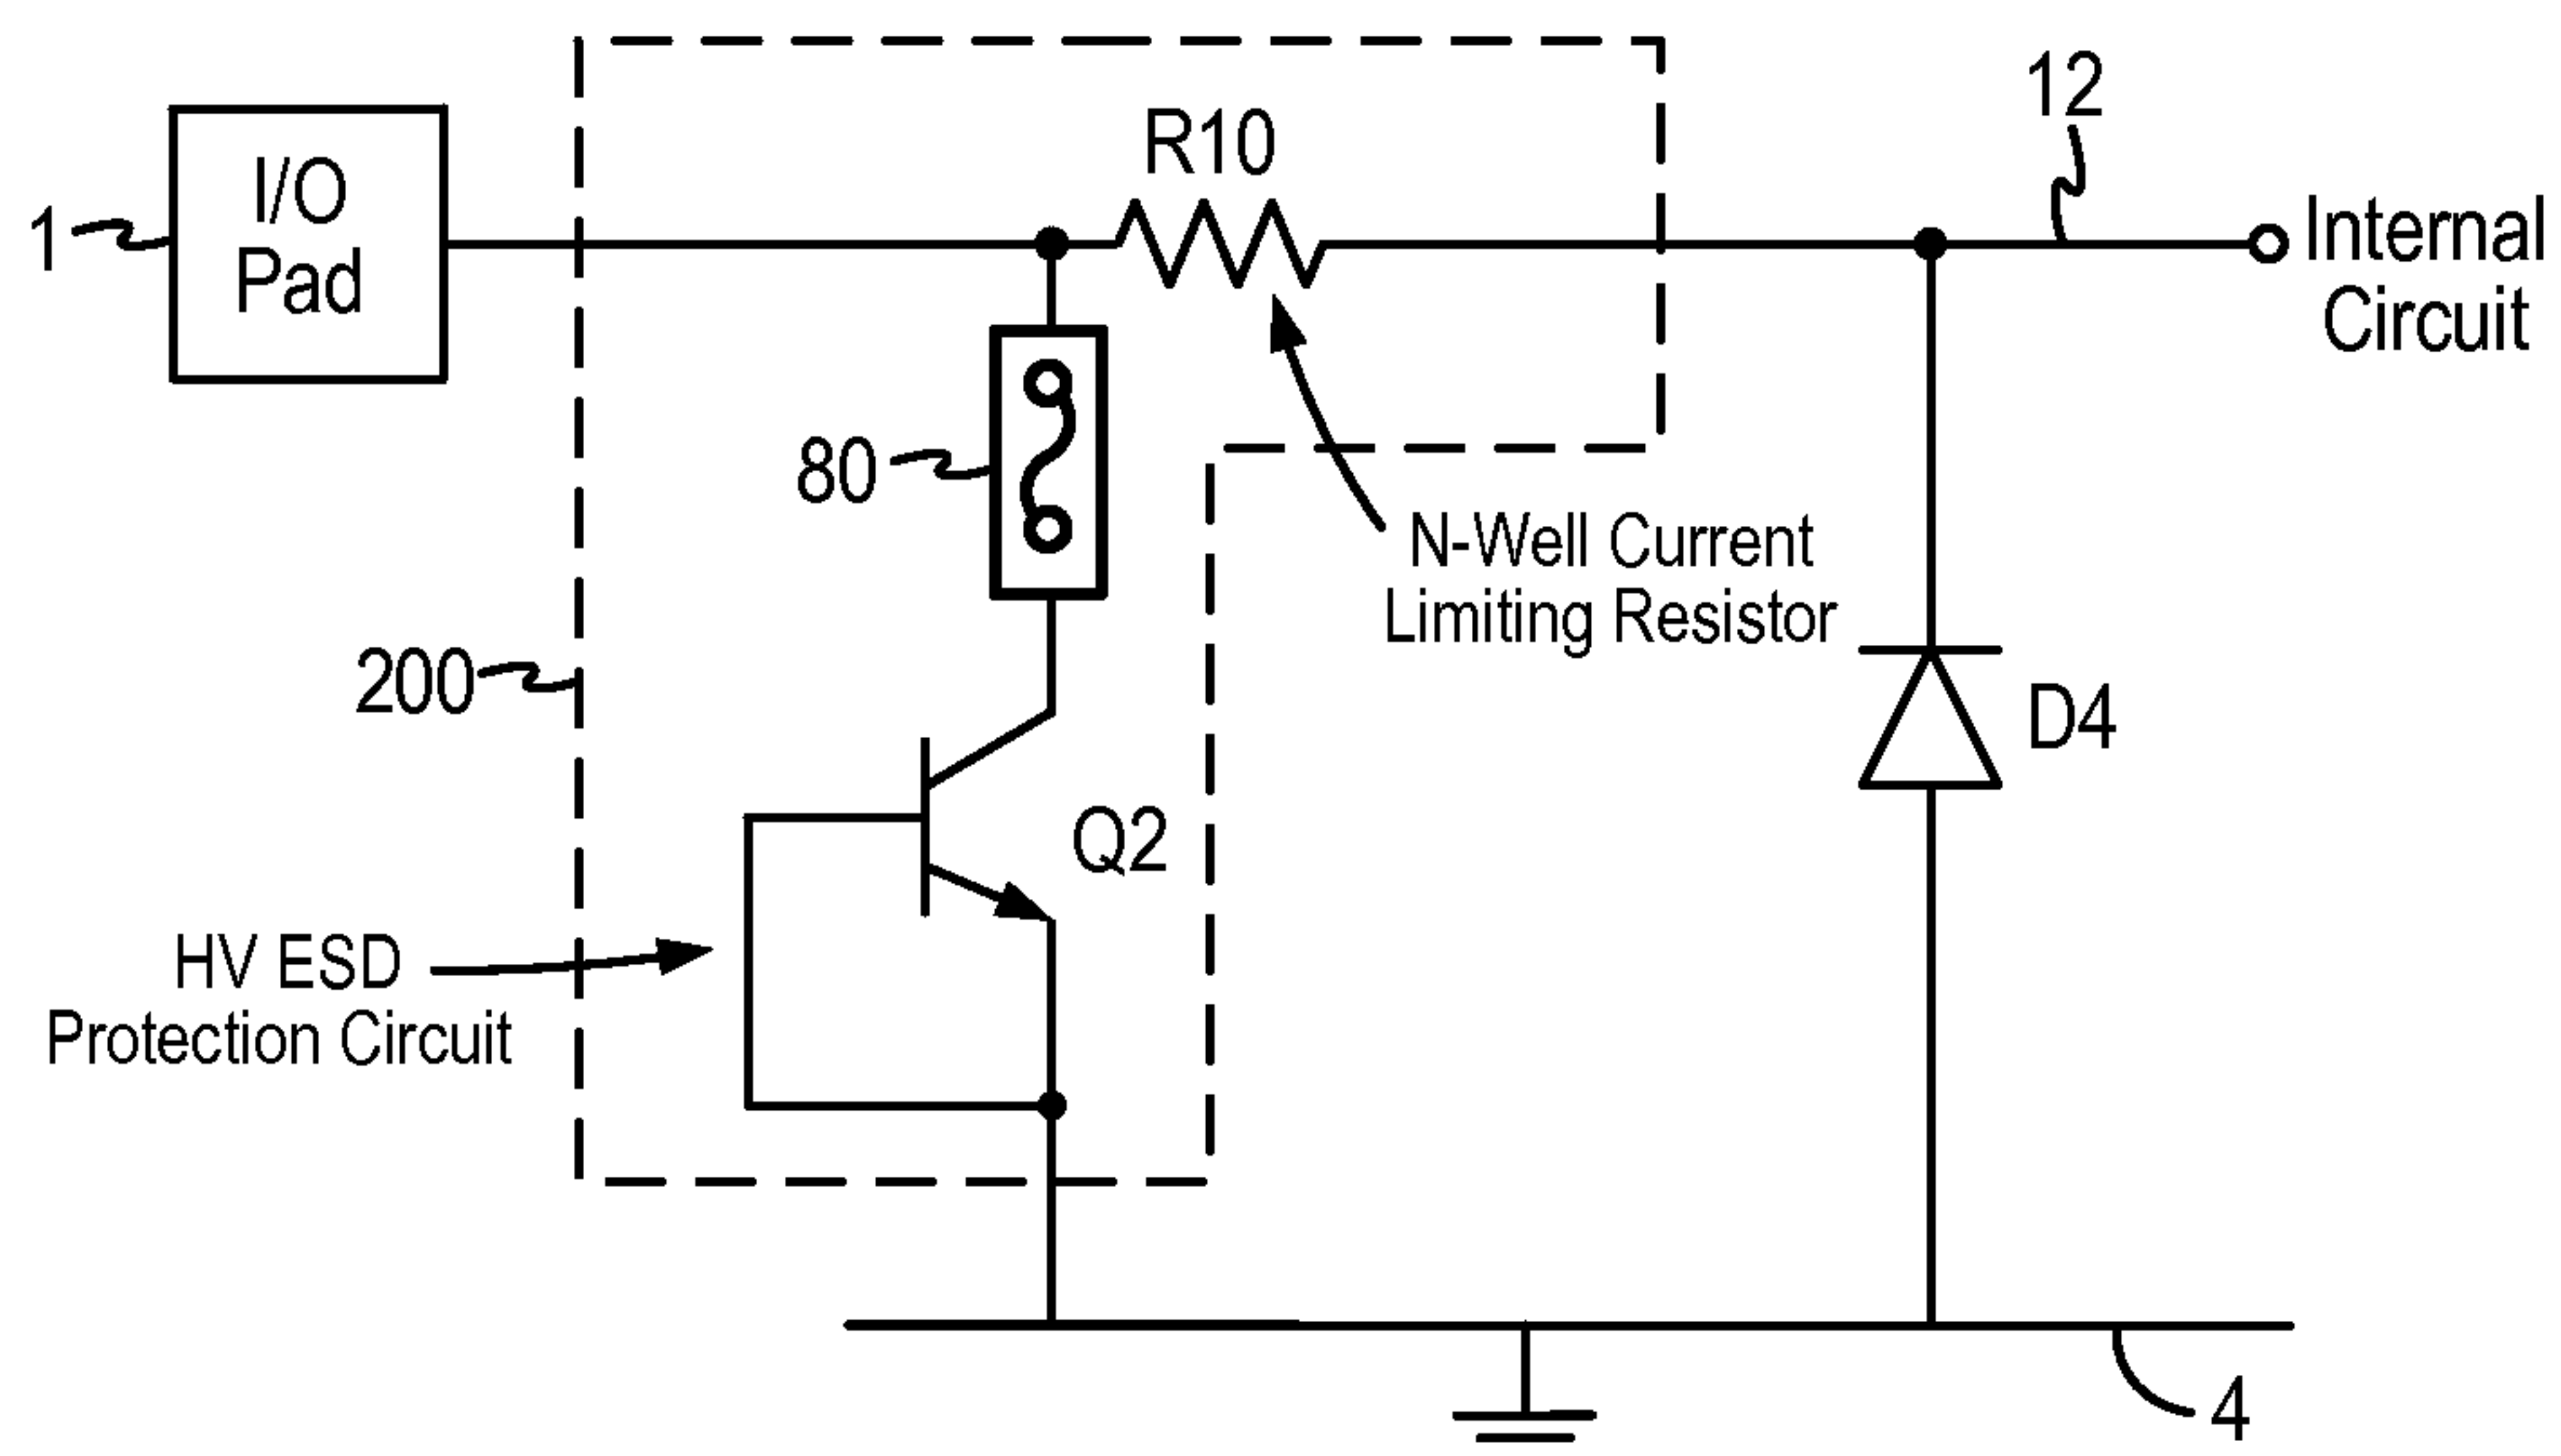 12
R10
I/O
Pad
1
Internal
Circuit
80
N-Well Current
Limiting Resistor
200
D4
Q2
HV ESD
Protection Circuit
4